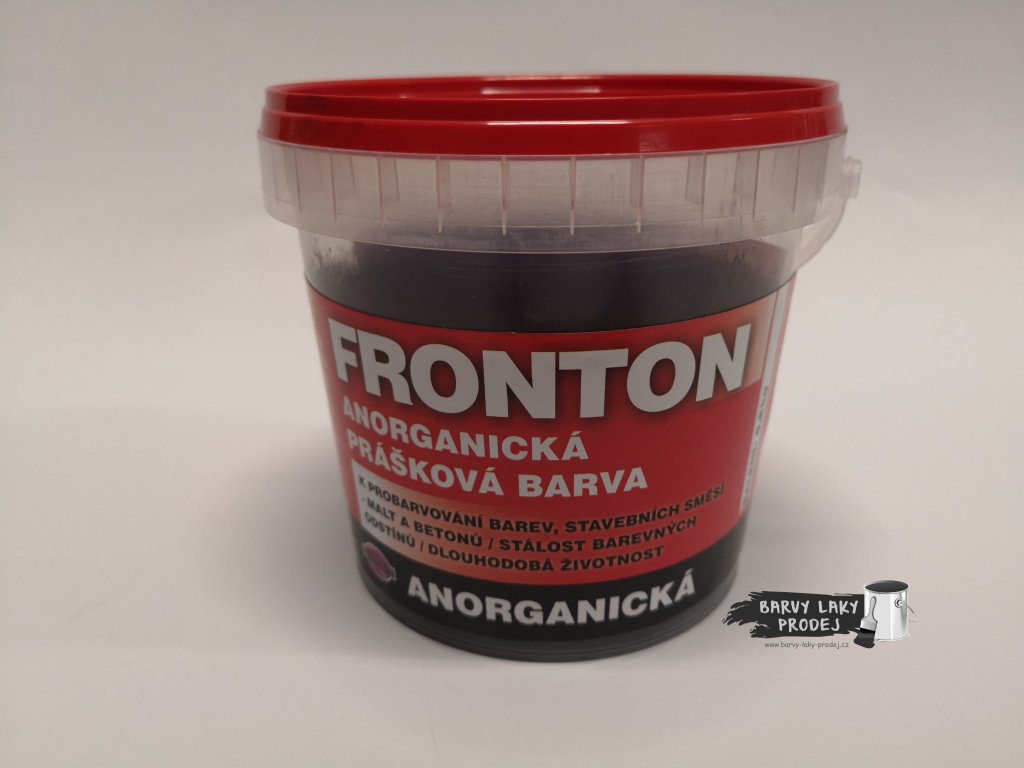 FRONTON
ANORGANICKÁ
PRÁŠKOVÁ BARVA
K PROBARVOVÁNÍ BAREV, STAVEBNÍCH SMĚSÍ
- MALT A BETONŮ / STÁLOST BAREVNÝCH
ODSTÍNŮ / DLOUHODOBÁ ŽIVOTNOST
ANORGANICKÁ
BARVY LAKY
PRODEJ
www.barvy-laky-prodej.cz